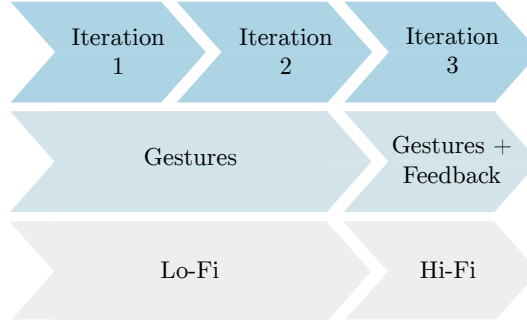 Iteration
1
Iteration
2
Iteration
3
Gestures
Gestures +
Feedback
Lo-Fi
Hi-Fi